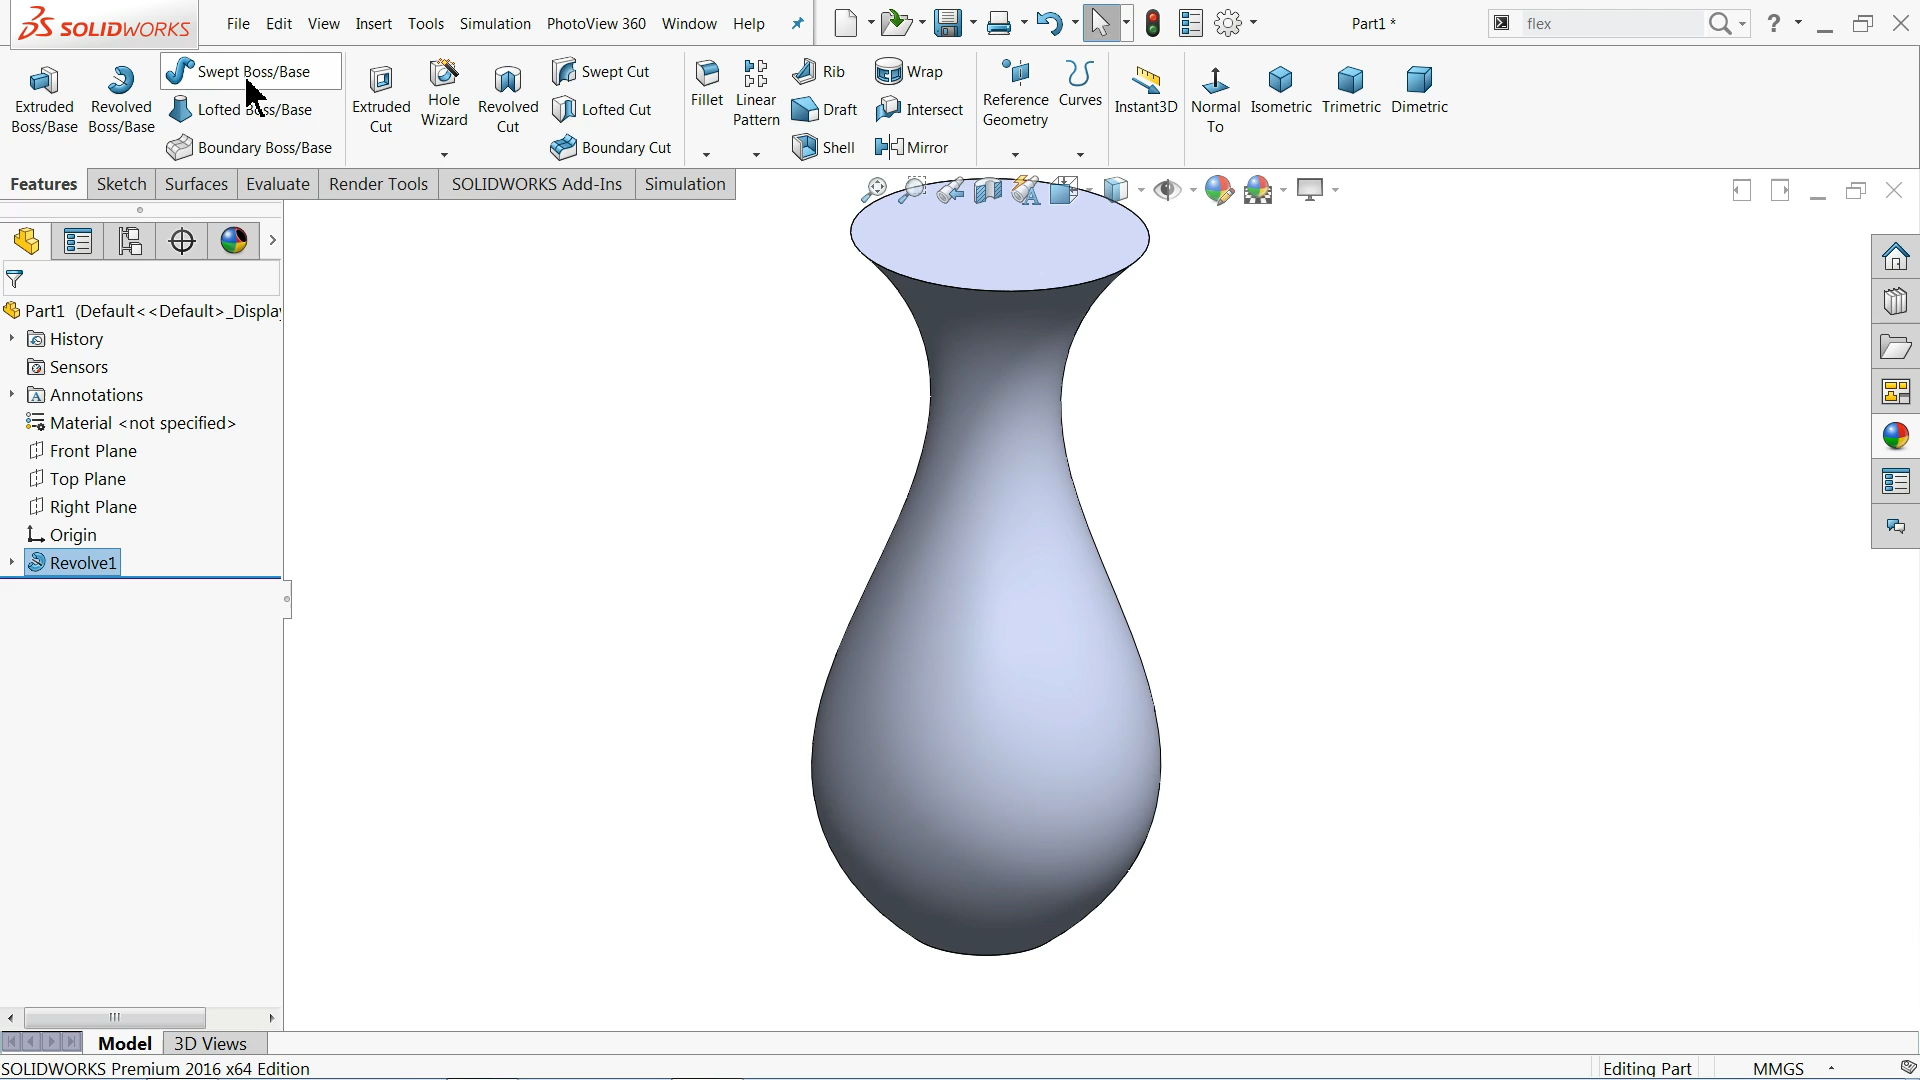 SOLIDWORKS
File Edit View Insert Tools Simulation PhotoView 360 Window Help
Part1 *
flex
?
Extruded Boss/Base
Revolved Boss/Base
Swept Boss/Base
Lofted Boss/Base
Boundary Boss/Base
Extruded Cut
Hole Wizard
Revolved Cut
Swept Cut
Lofted Cut
Boundary Cut
Fillet
Linear Pattern
Rib
Draft
Shell
Wrap
Intersect
Mirror
Reference Geometry
Curves
Instant3D
Normal To
Isometric
Trimetric
Dimetric
Features Sketch Surfaces Evaluate Render Tools SOLIDWORKS Add-Ins Simulation
Part1 (Default<<Default>_Displa
History
Sensors
Annotations
Material <not specified>
Front Plane
Top Plane
Right Plane
Origin
Revolve1
Model 3D Views
SOLIDWORKS Premium 2016 x64 Edition
Editing Part
MMGS